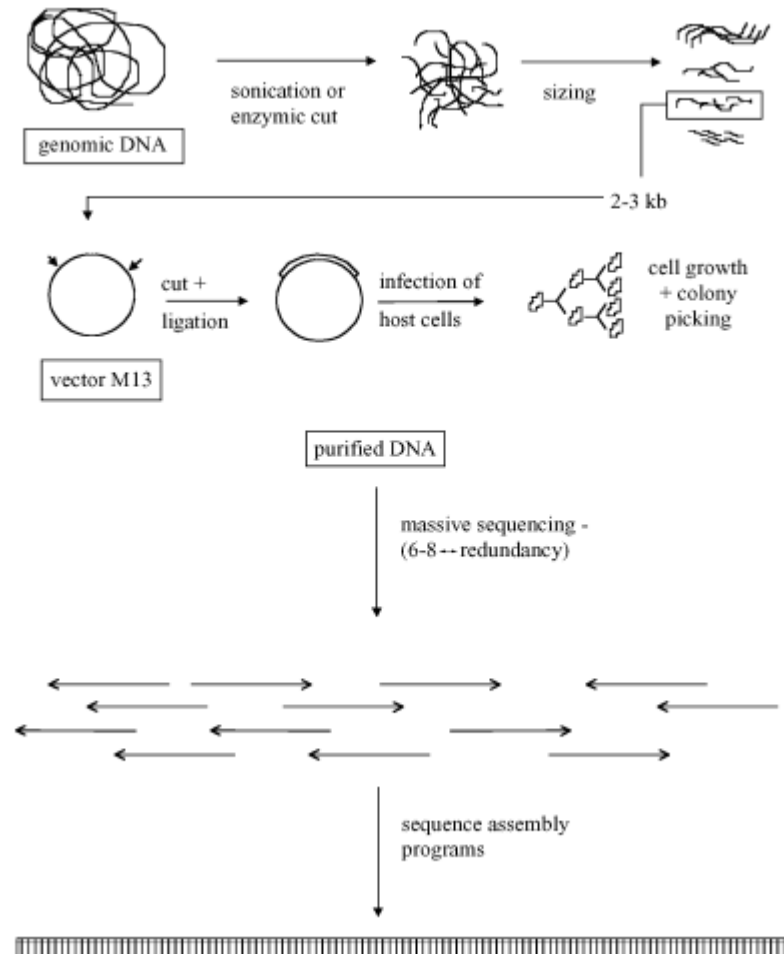 sonication or
enzymic cut
sizing
genomic DNA
2-3 kb
cut +
ligation
infection of
host cells
cell growth
+ colony
picking
vector M13
purified DNA
massive sequencing -
(6-8↔redundancy)
sequence assembly
programs